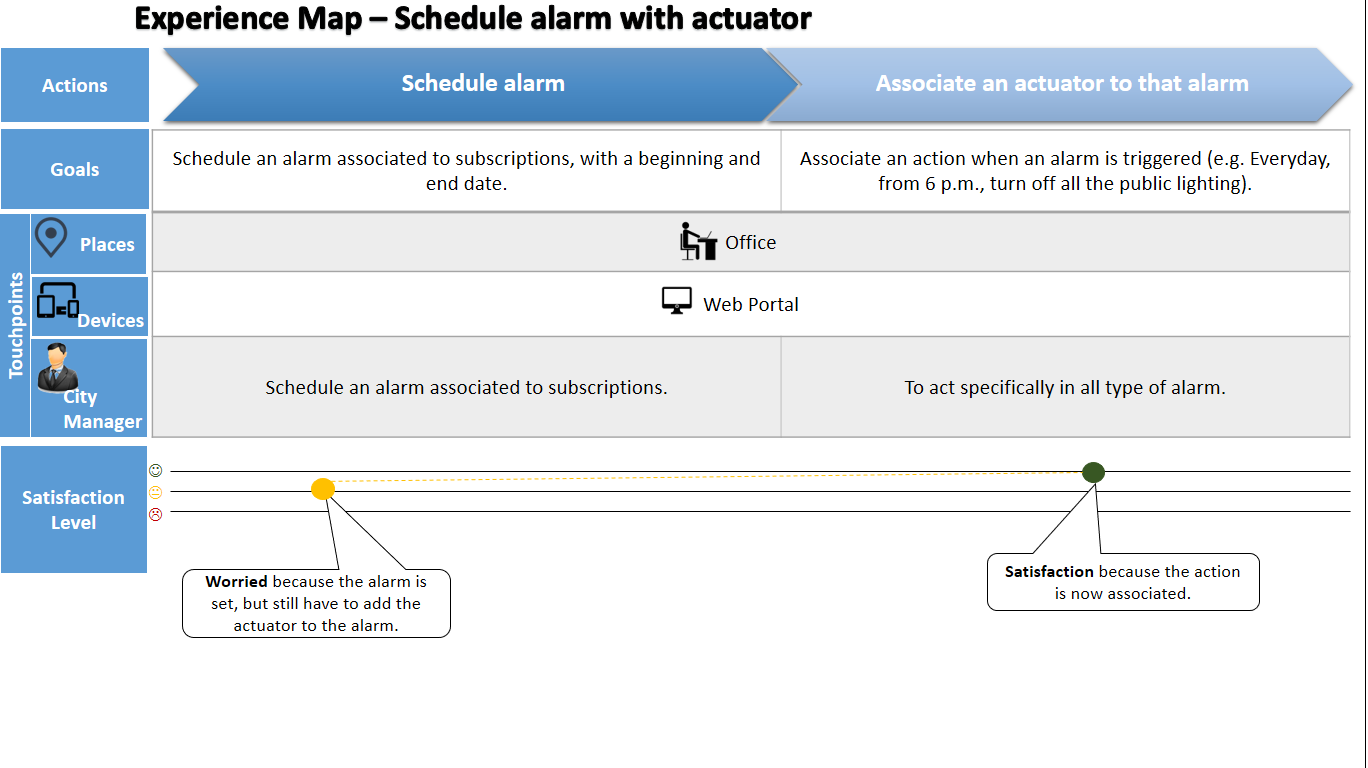 Experience Map – Schedule alarm with actuator
Actions
Schedule alarm
Associate an actuator to that alarm
Goals
Schedule an alarm associated to subscriptions, with a beginning and
end date.
Associate an action when an alarm is triggered (e.g. Everyday,
from 6 p.m., turn off all the public lighting).
Touchpoints
Places
Office
Devices
Web Portal
City
Manager
Schedule an alarm associated to subscriptions.
To act specifically in all type of alarm.
Satisfaction
Level
Worried because the alarm is
set, but still have to add the
actuator to the alarm.
Satisfaction because the action
is now associated.